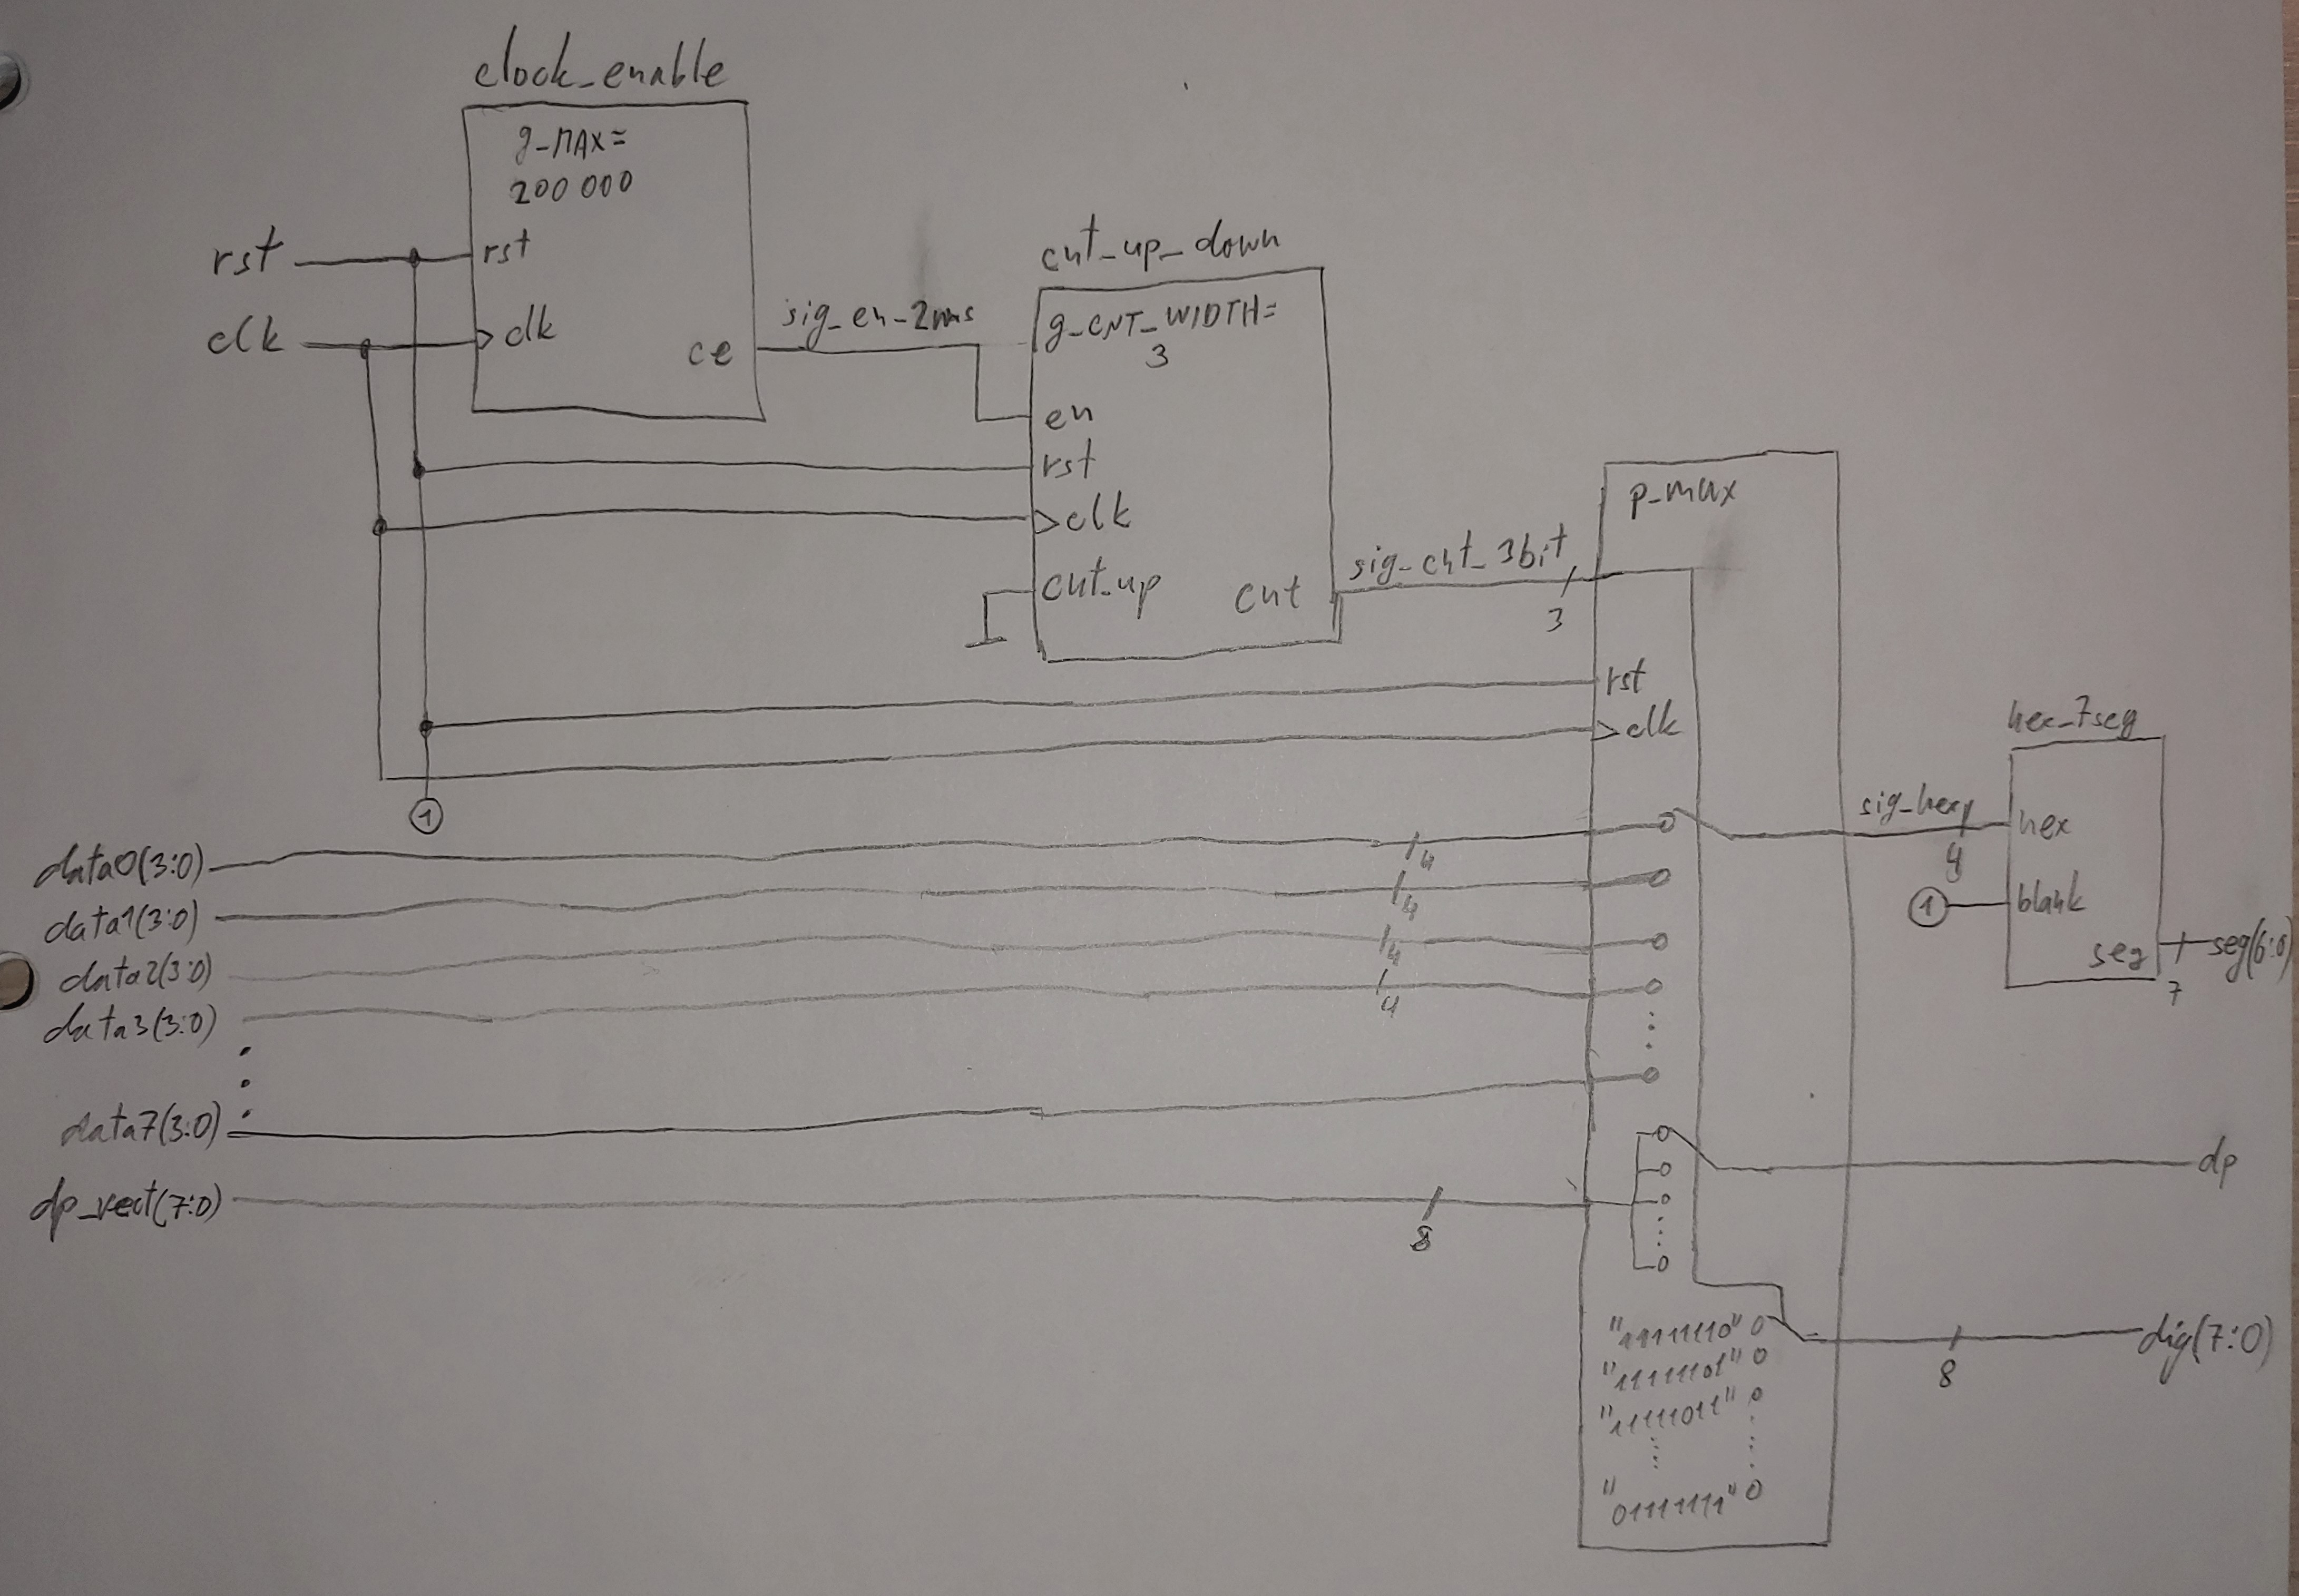 clock_enable
g_MAX=
200 000
rst
rst
clk
clk
ce
sig_en_2ms
cnt_up_down
g_CNT_WIDTH=
3
en
rst
clk
cnt_up
cnt
sig_cnt_3bit
3
p_mux
rst
clk
1
hex_7seg
sig_hex
4
hex
1
blank
seg
7
seg(6:0)
data0(3:0)
4
data1(3:0)
4
data2(3:0)
4
data3(3:0)
4
data7(3:0)
dp_vect(7:0)
8
dp
"11111110"
"11111101"
"11111011"
"01111111"
8
dig(7:0)